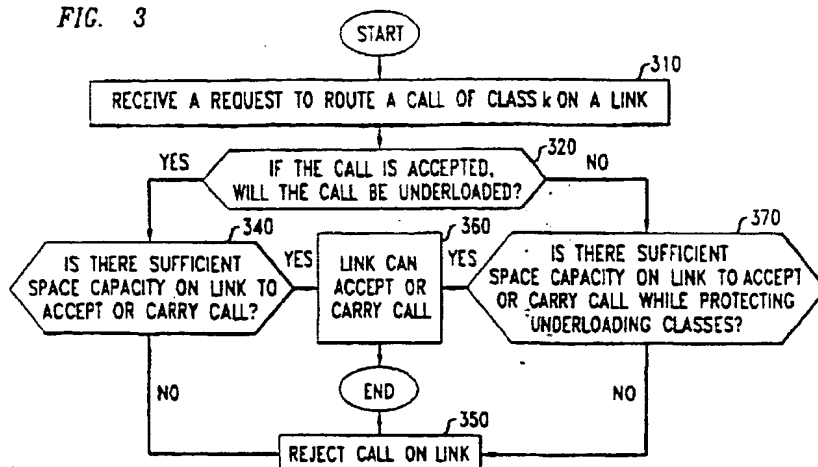 FIG. 3
START
310
RECEIVE A REQUEST TO ROUTE A CALL OF CLASS k ON A LINK
320
YES
IF THE CALL IS ACCEPTED,
WILL THE CALL BE UNDERLOADED?
NO
340
IS THERE SUFFICIENT
SPACE CAPACITY ON LINK TO
ACCEPT OR CARRY CALL?
YES
360
LINK CAN
ACCEPT OR
CARRY CALL
YES
370
IS THERE SUFFICIENT
SPACE CAPACITY ON LINK TO ACCEPT
OR CARRY CALL WHILE PROTECTING
UNDERLOADING CLASSES?
NO
END
NO
350
REJECT CALL ON LINK